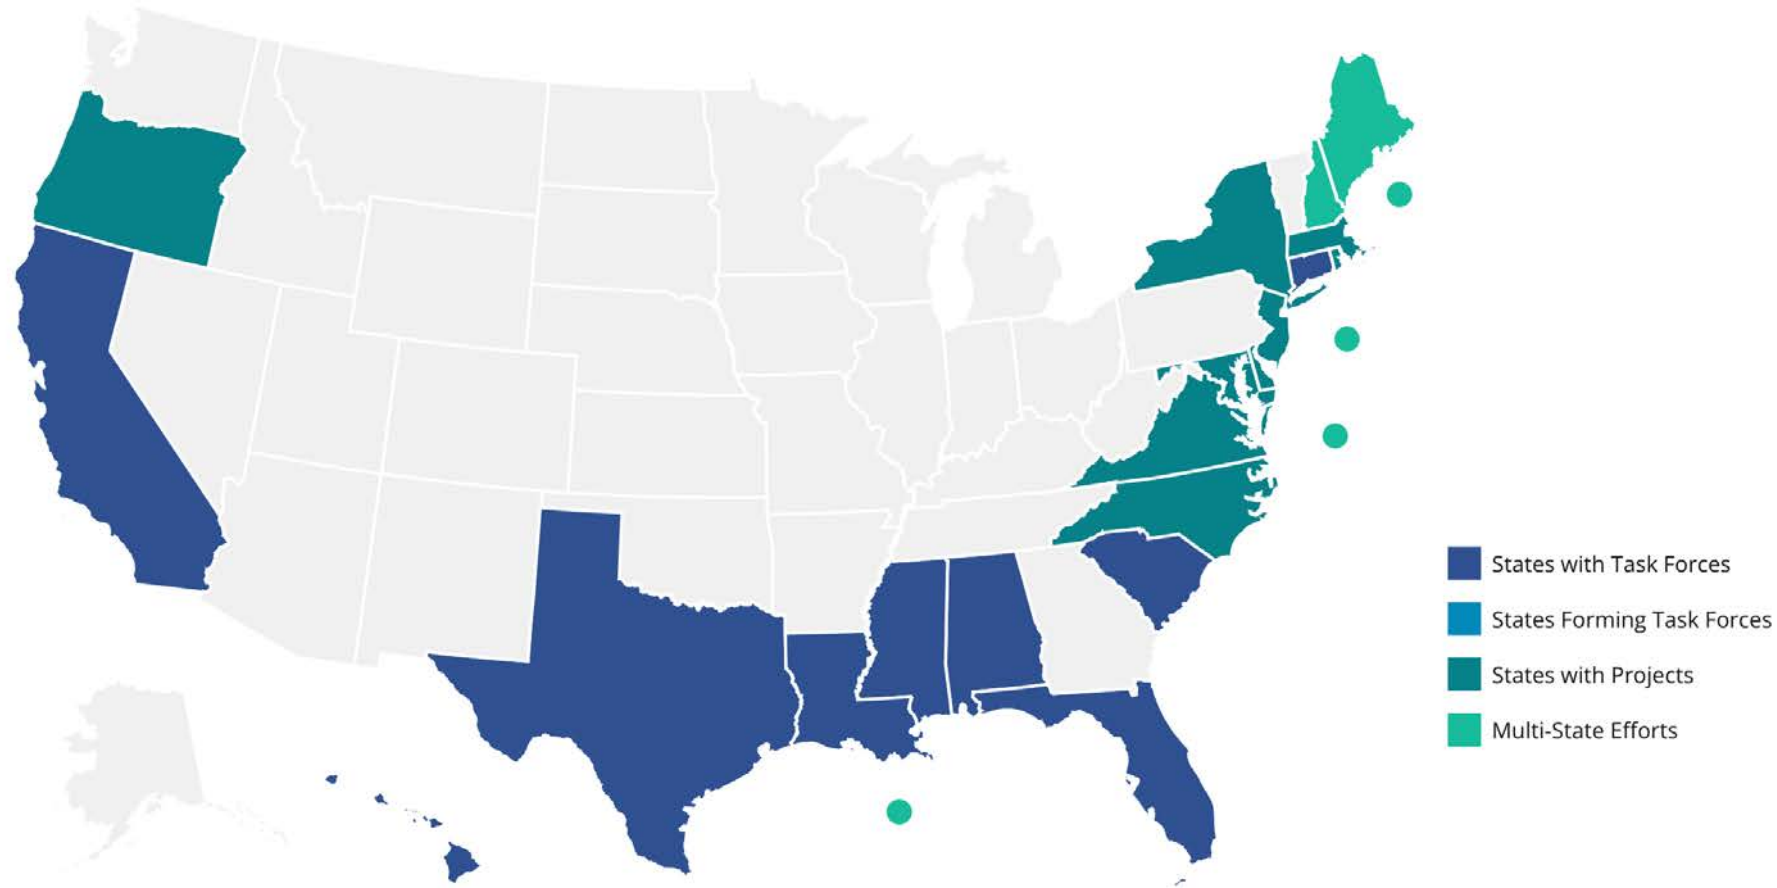 States with Task Forces
States Forming Task Forces
States with Projects
Multi-State Efforts